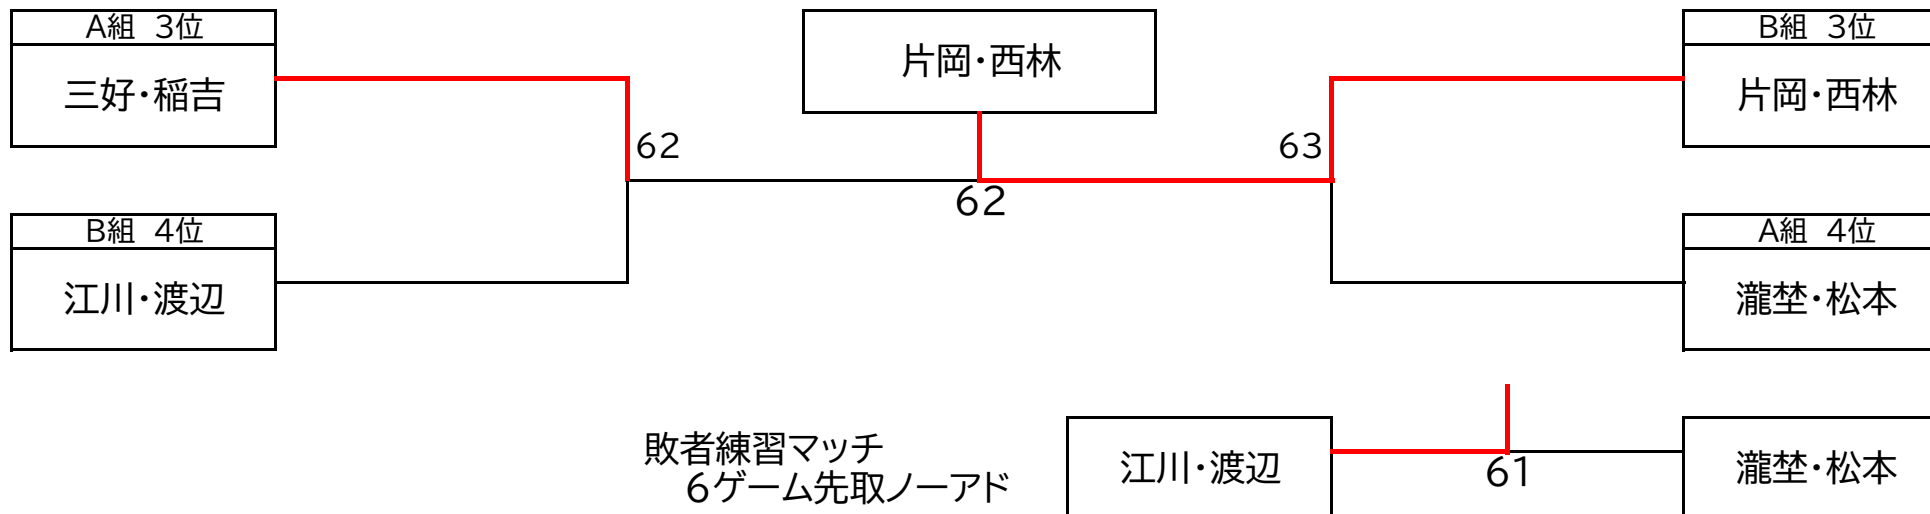 A組 3位
三好・稲吉
片岡・西林
B組 3位
片岡・西林
62
63
62
B組 4位
江川・渡辺
A組 4位
瀧埜・松本
敗者練習マッチ
6ゲーム先取ノーアド
江川・渡辺
61
瀧埜・松本